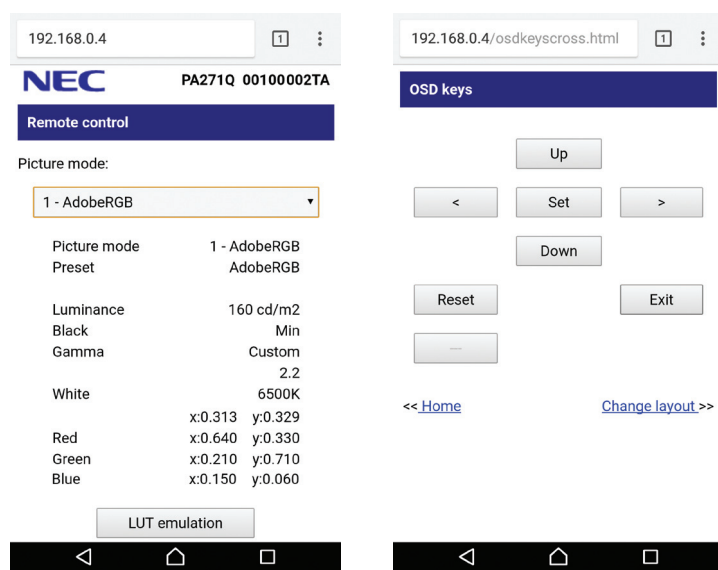 192.168.0.4
1
NEC
PA271Q 00100002TA
Remote control
Picture mode:
1 - AdobeRGB
Picture mode 1 - AdobeRGB
Preset AdobeRGB
Luminance 160 cd/m2
Black Min
Gamma Custom
2.2
White 6500K
x:0.313 y:0.329
Red x:0.640 y:0.330
Green x:0.210 y:0.710
Blue x:0.150 y:0.060
LUT emulation
192.168.0.4/osdkeyscross.html
1
OSD keys
Up
< Set >
Down
Reset Exit
—
<< Home Change layout >>